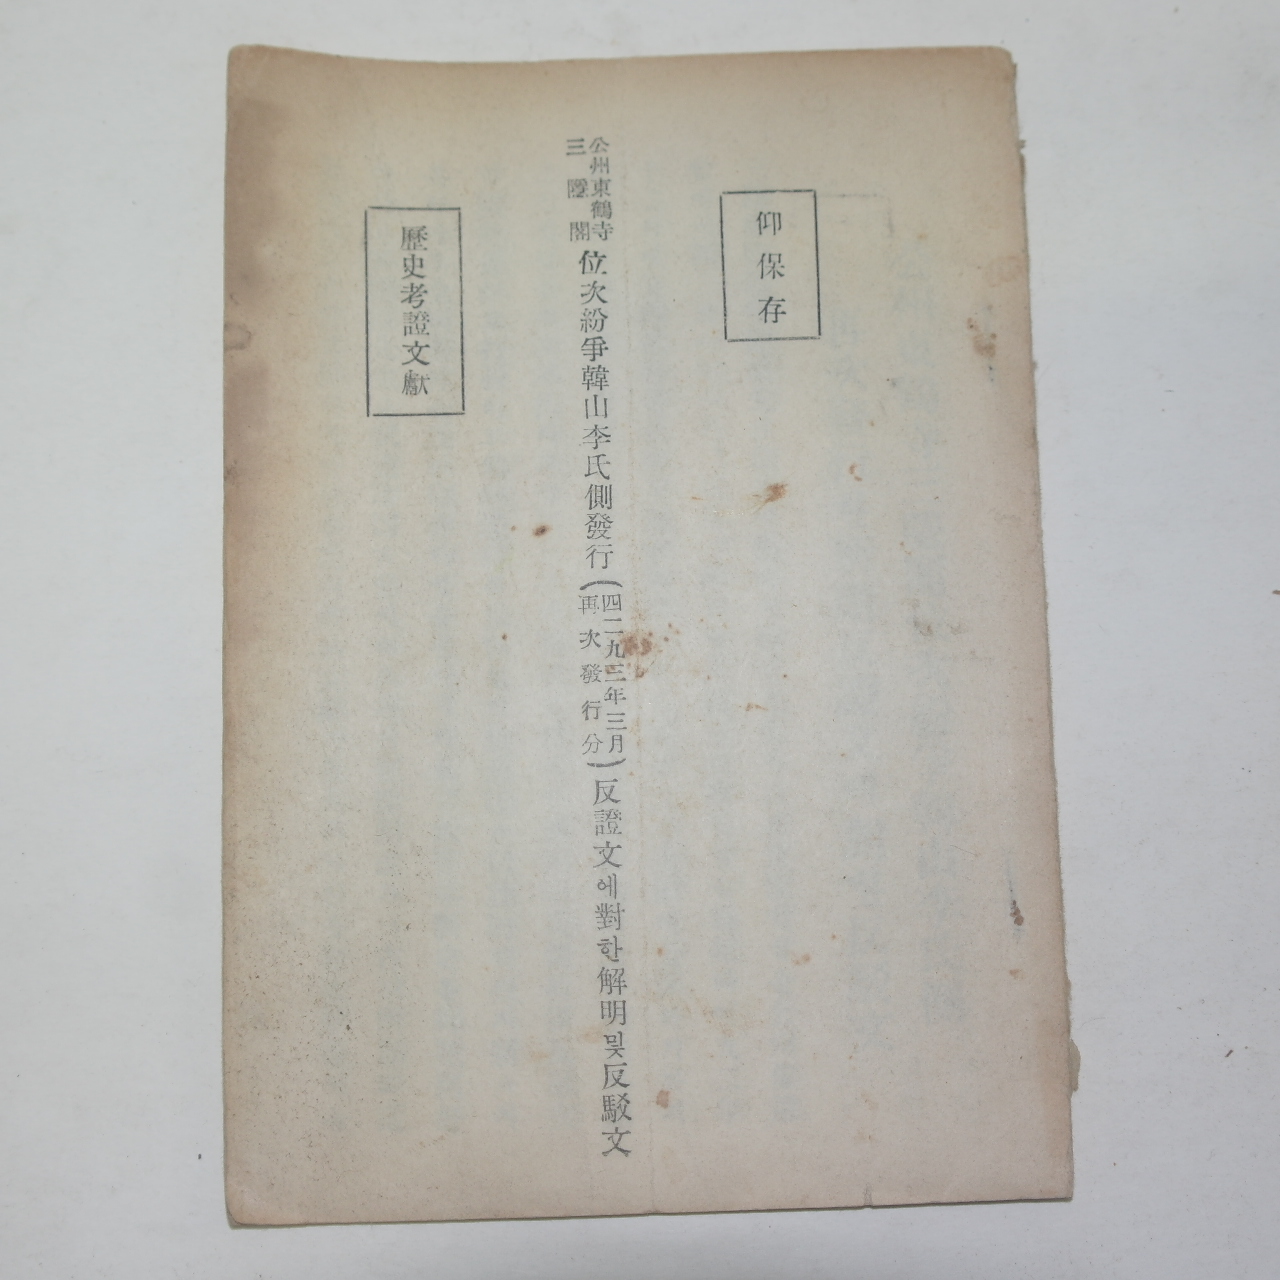 仰保存
公州東鶴寺
三隱閣
位次紛爭韓山李氏側發行
(四二九三年三月
再次發行分)
反證文에對한解明및反駁文
歷史考證文獻